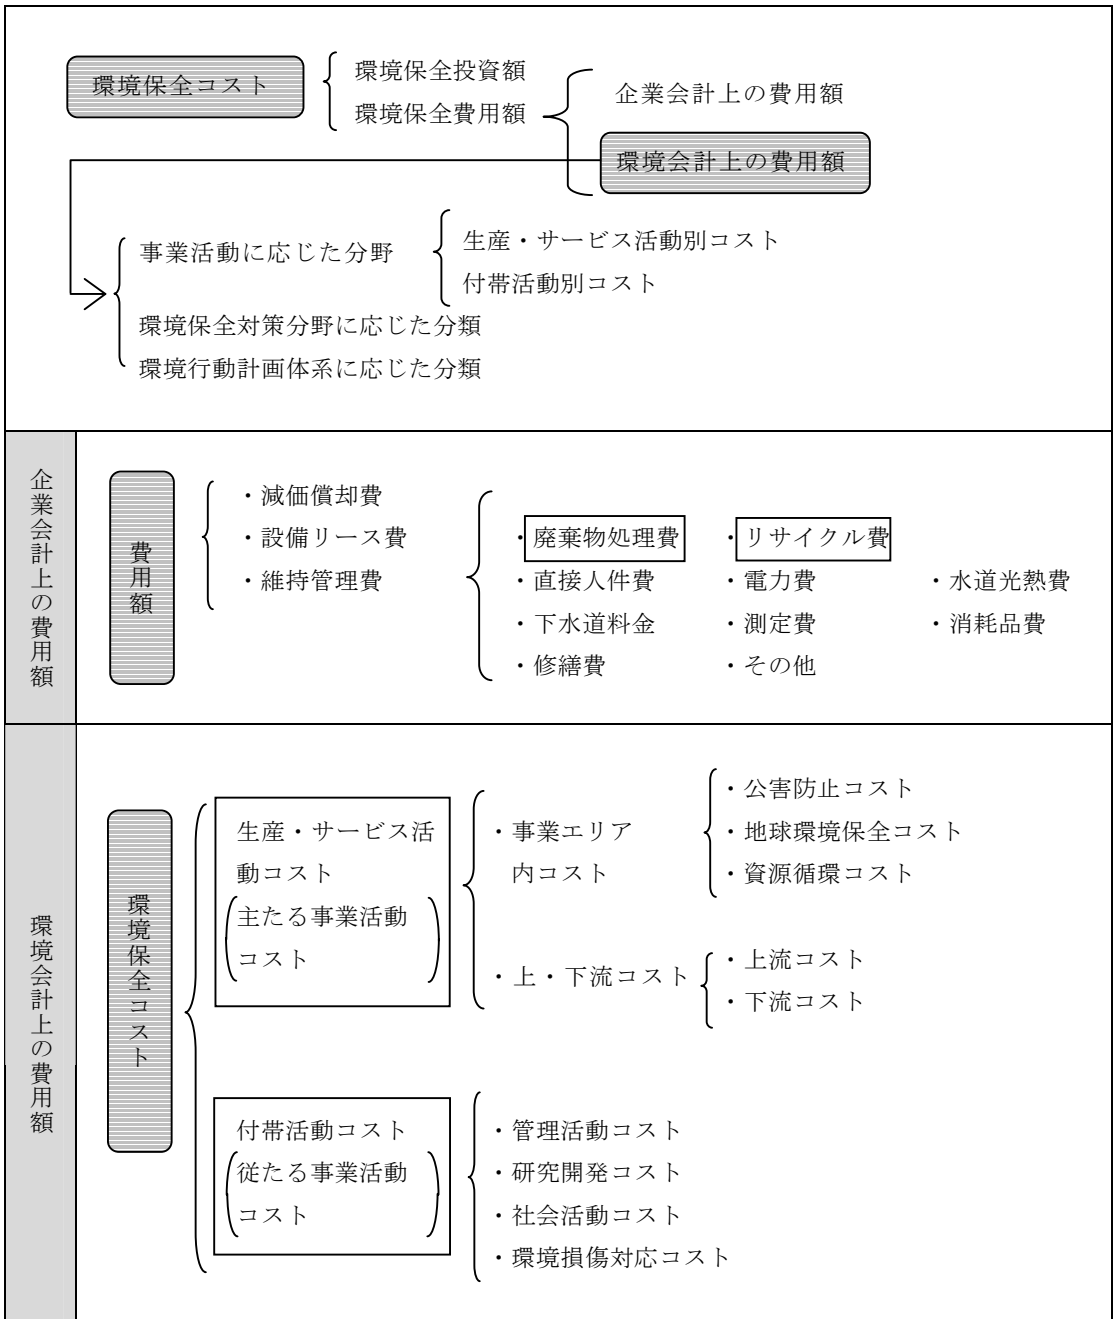 環境保全コスト
環境保全投資額
環境保全費用額
企業会計上の費用額
環境会計上の費用額
事業活動に応じた分野
生産・サービス活動別コスト
付帯活動別コスト
環境保全対策分野に応じた分類
環境行動計画体系に応じた分類
企業会計上の費用額
費用額
・減価償却費
・設備リース費
・維持管理費
・廃棄物処理費 ・リサイクル費
・直接人件費 ・電力費 ・水道光熱費
・下水道料金 ・測定費 ・消耗品費
・修繕費 ・その他
環境会計上の費用額
環境保全コスト
生産・サービス活
動コスト
主たる事業活動
コスト
・事業エリア
内コスト
・公害防止コスト
・地球環境保全コスト
・資源循環コスト
・上・下流コスト
・上流コスト
・下流コスト
付帯活動コスト
従たる事業活動
コスト
・管理活動コスト
・研究開発コスト
・社会活動コスト
・環境損傷対応コスト